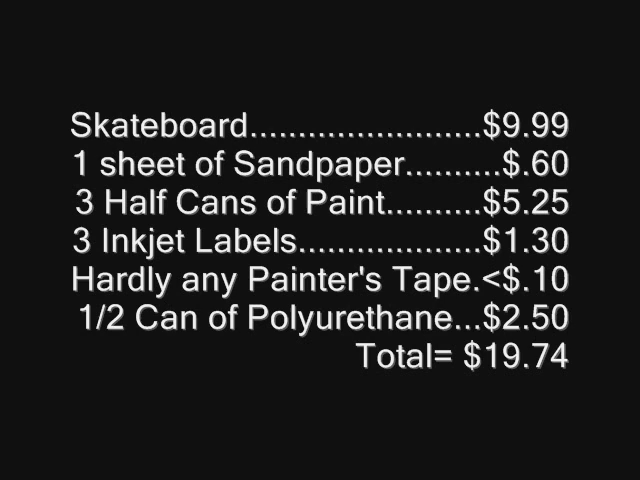 Skateboard........................$9.99
1 sheet of Sandpaper..........$.60
3 Half Cans of Paint..........$5.25
3 Inkjet Labels...................$1.30
Hardly any Painter's Tape.<$.10
1/2 Can of Polyurethane...$2.50
Total= $19.74